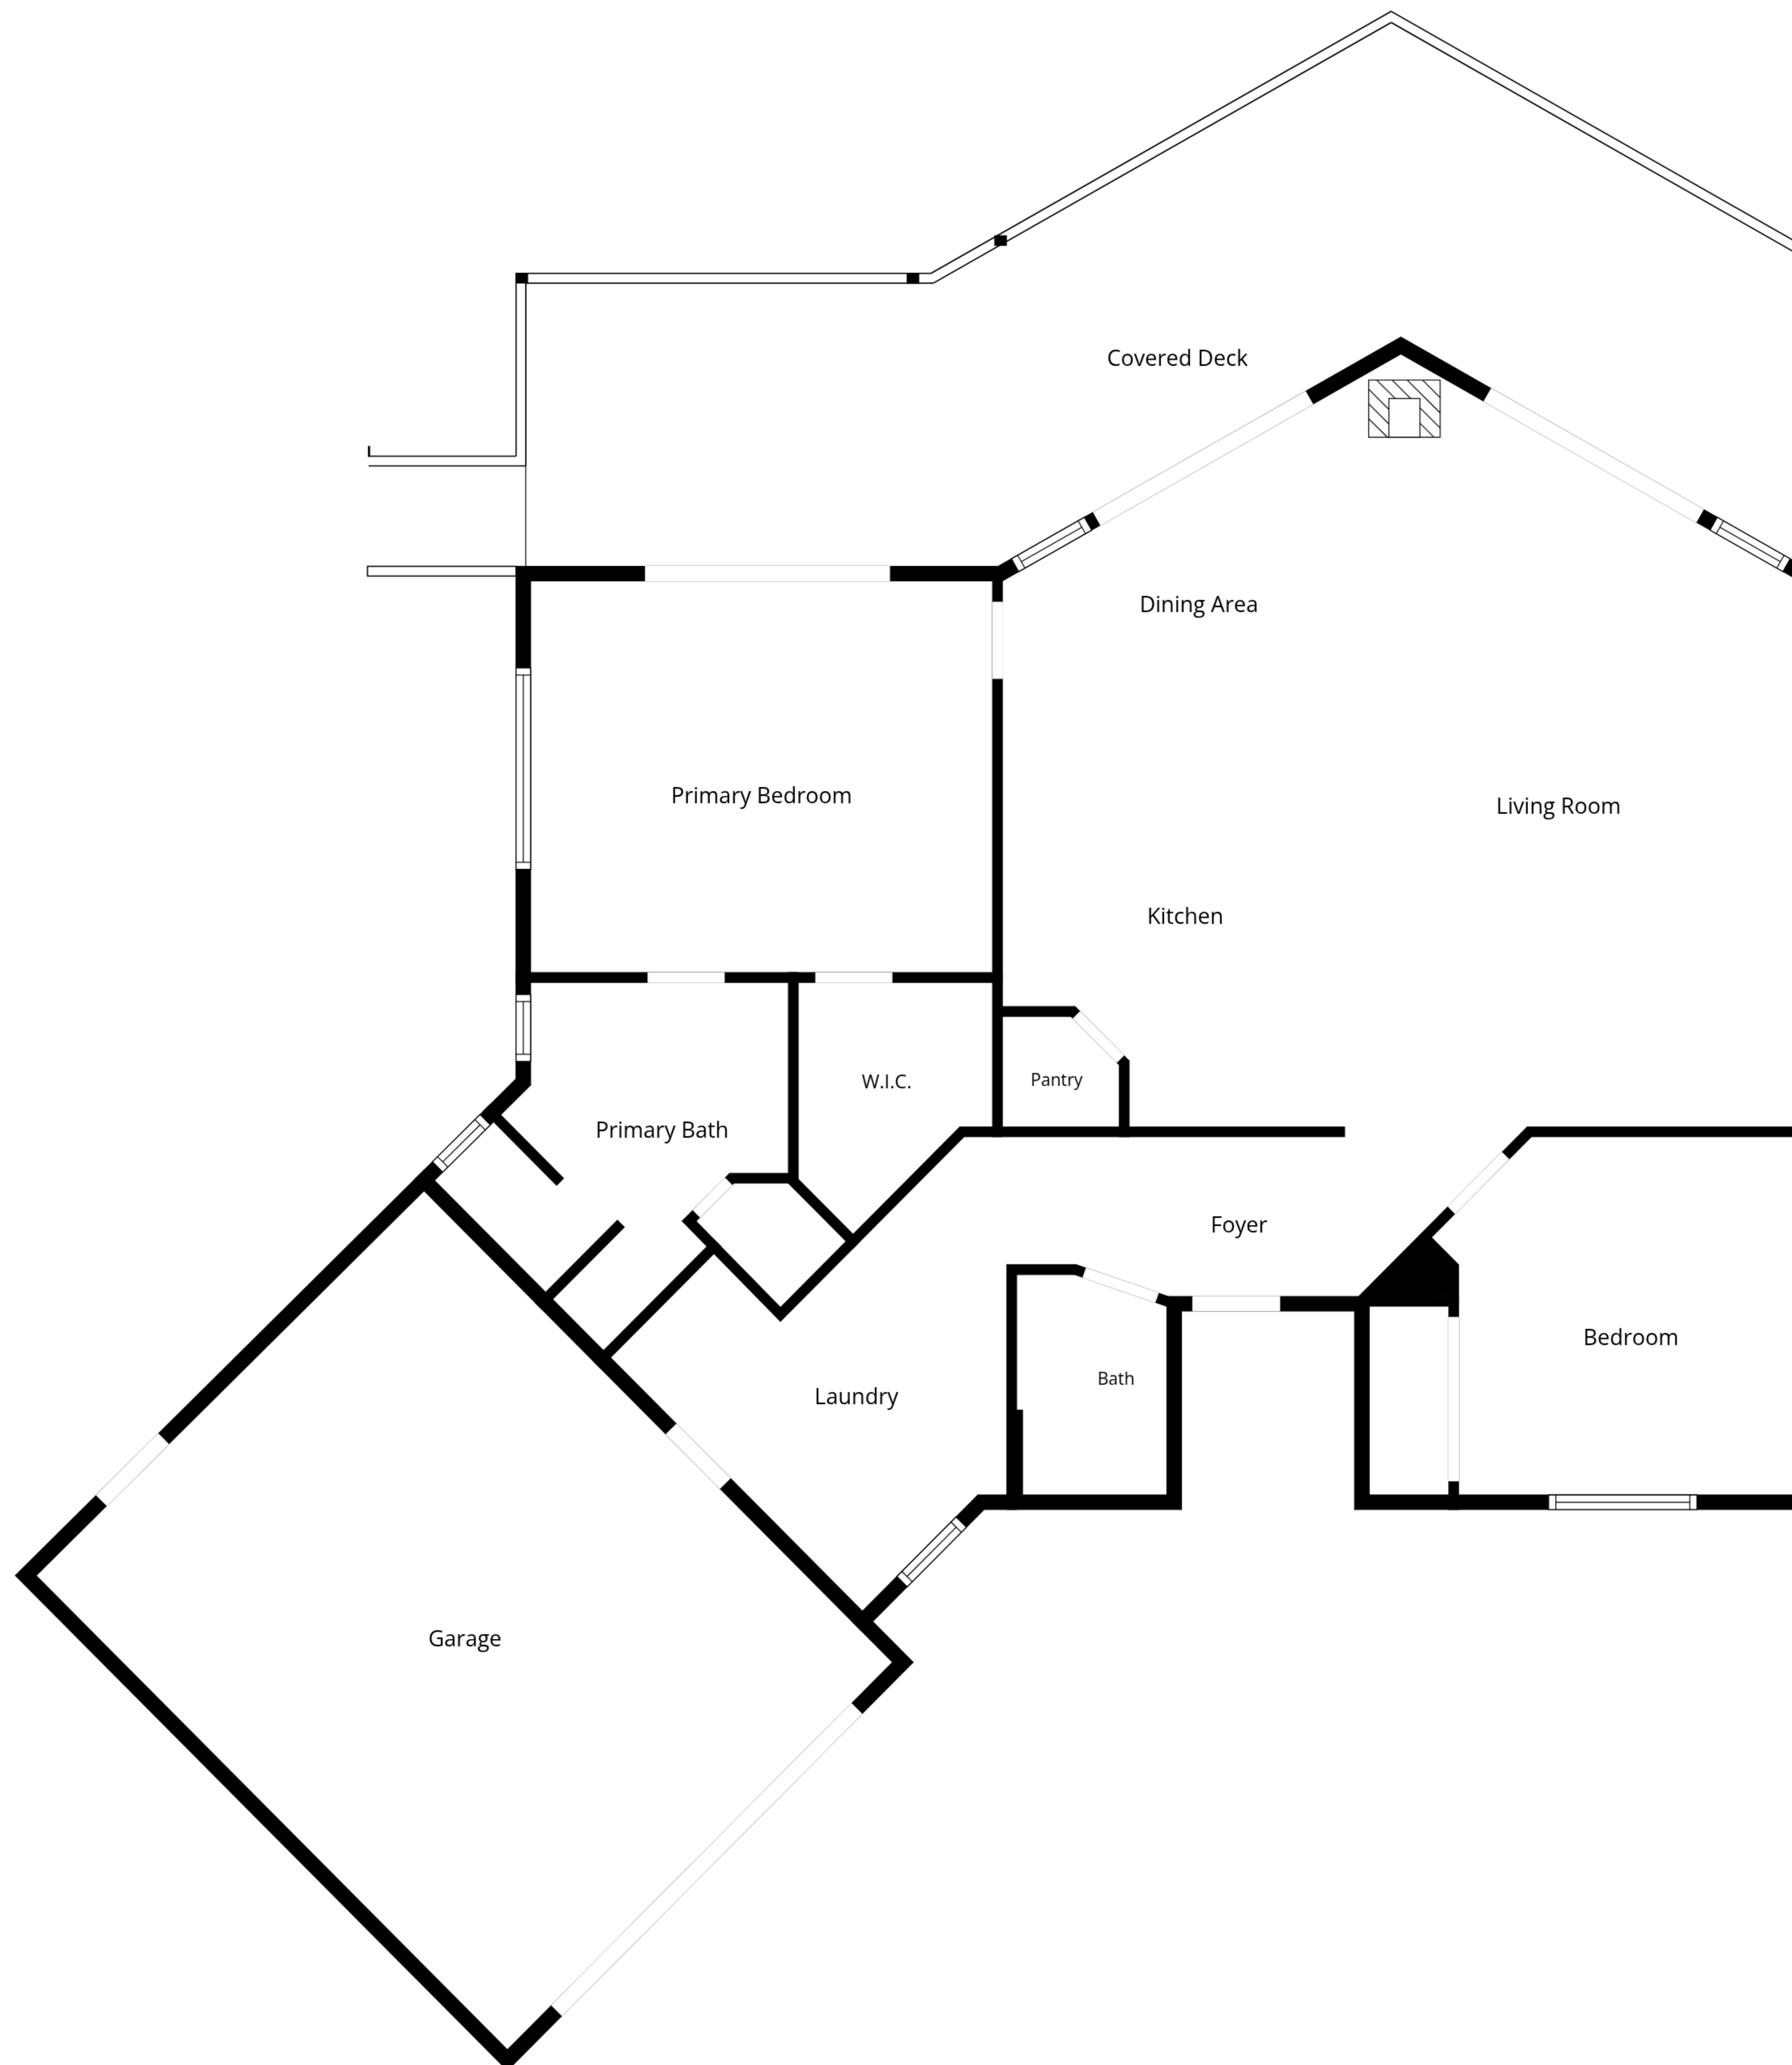 Covered Deck
Dining Area
Primary Bedroom
Living Room
Kitchen
W.I.C.
Pantry
Primary Bath
Foyer
Bedroom
Bath
Laundry
Garage